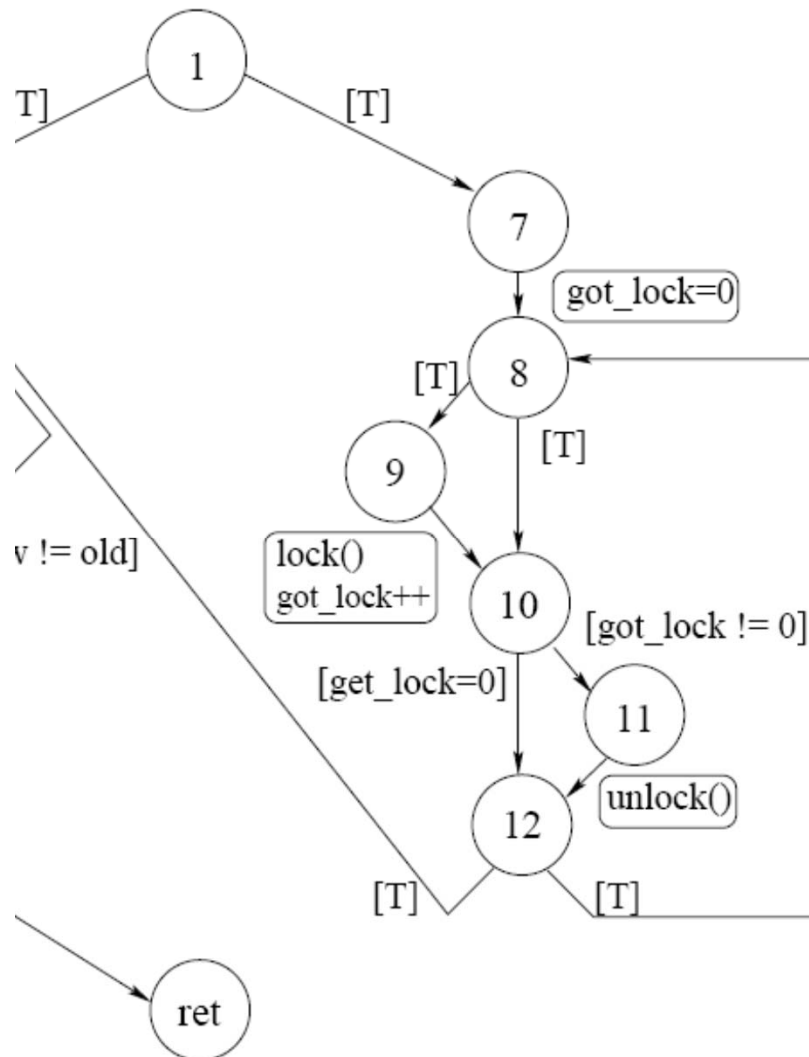 1
T]
[T]
7
got_lock=0
8
[T]
[T]
9
v != old]
lock()
got_lock++
10
[got_lock != 0]
[get_lock=0]
11
unlock()
12
[T]
[T]
ret